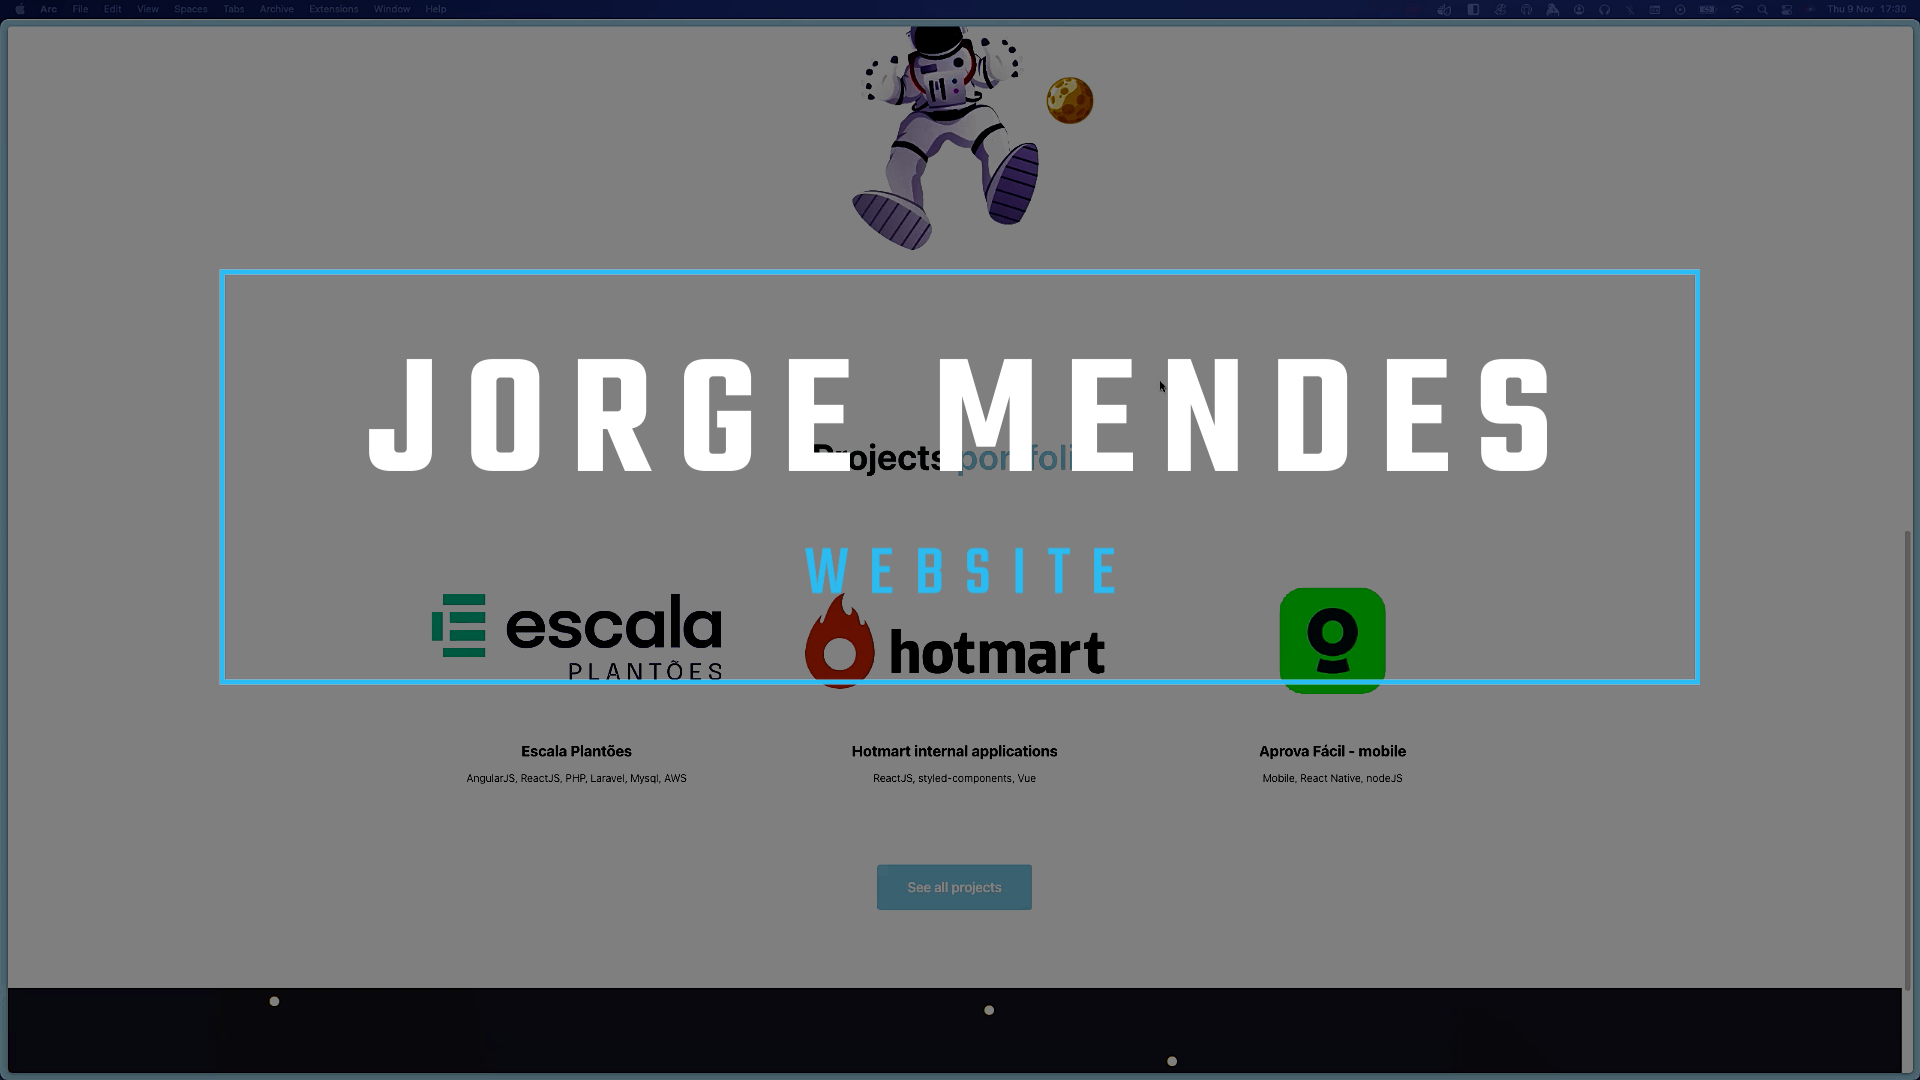 Arc File Edit View Spaces Tabs Archive Extensions Window Help Thu 9 Nov 17:30
JORGE MENDES
Projects portfoli
WEBSITE
escala
PLANTÕES
hotmart
Escala Plantões
Hotmart internal applications
Aprova Fácil - mobile
AngularJS, ReactJS, PHP, Laravel, Mysql, AWS
ReactJS, styled-components, Vue
Mobile, React Native, nodeJS
See all projects